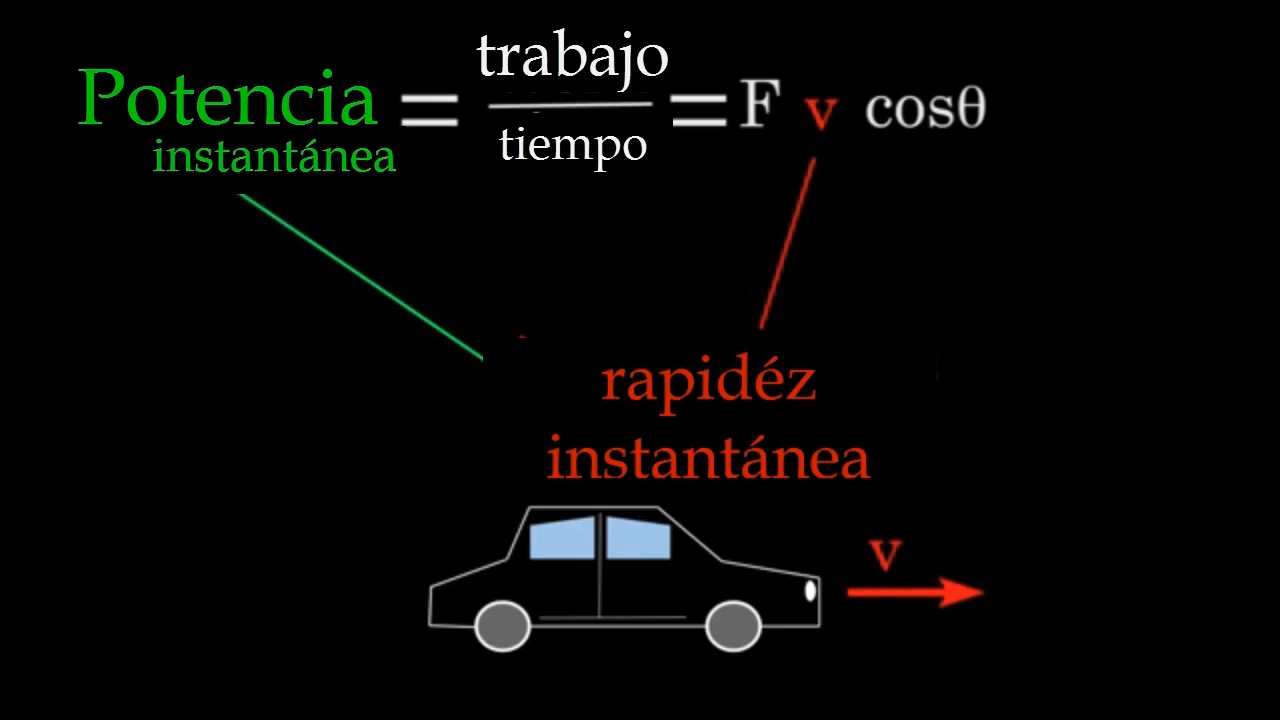 Potencia instantánea = trabajo / tiempo = F v cosθ
rapidéz
instantánea
v